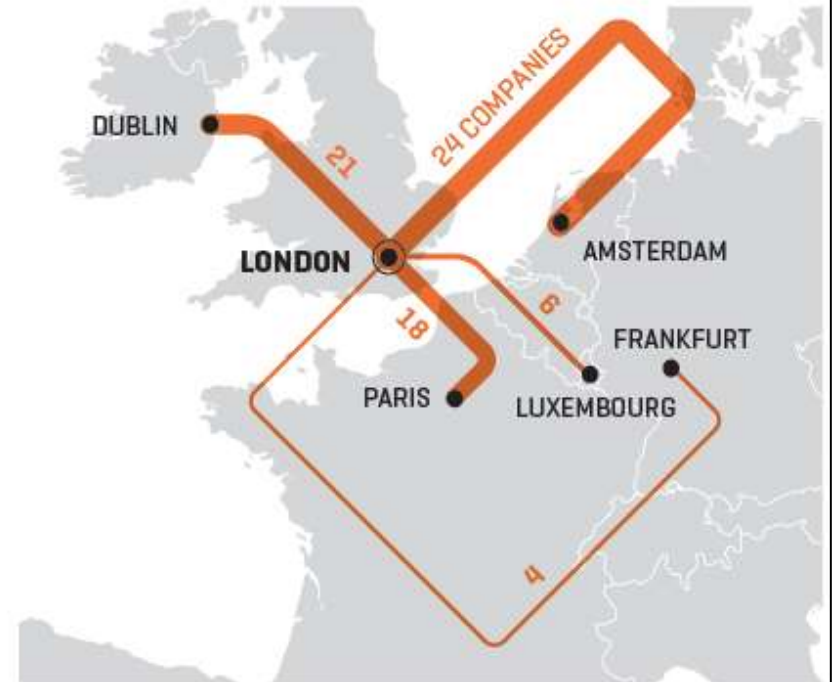 DUBLIN
21
24 COMPANIES
LONDON
AMSTERDAM
18
6
FRANKFURT
PARIS
LUXEMBOURG
4